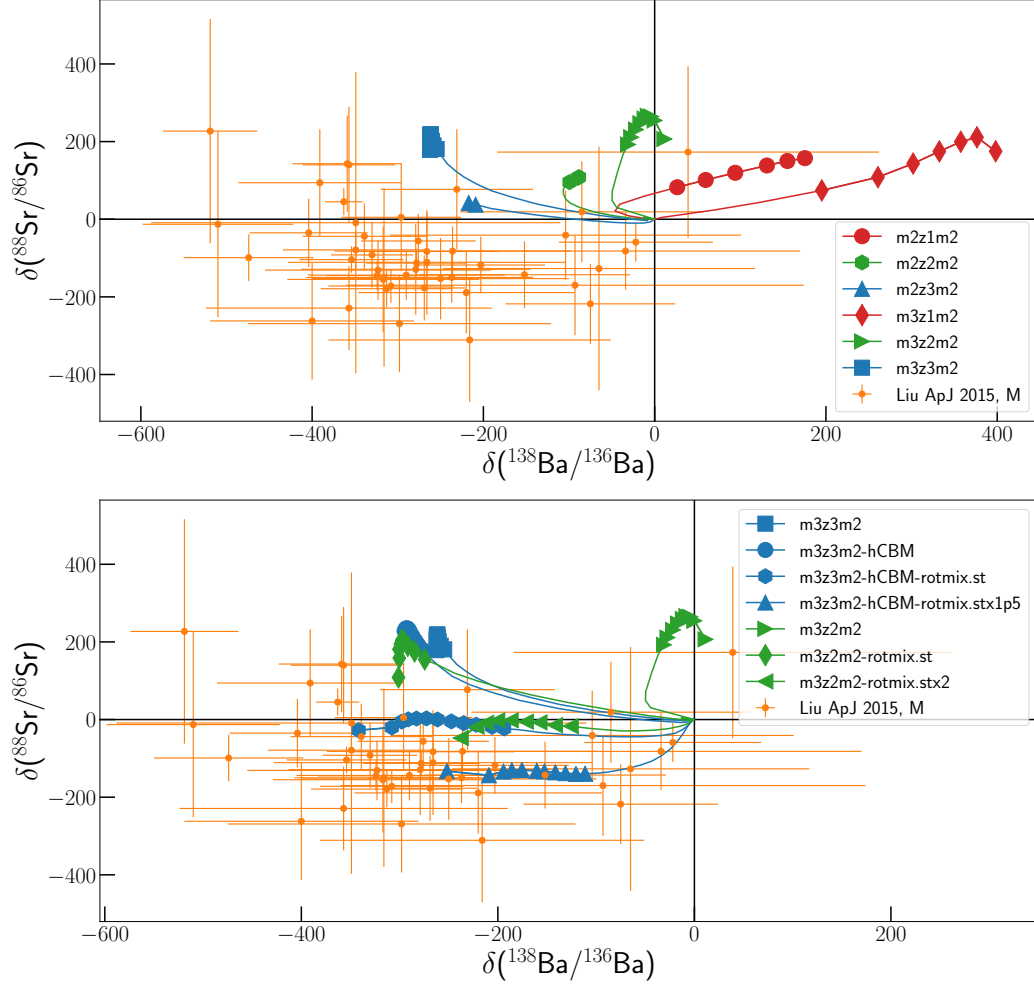 400
200
0
−200
−400
δ(⁸⁸Sr/⁸⁶Sr)
m2z1m2
m2z2m2
m2z3m2
m3z1m2
m3z2m2
m3z3m2
Liu ApJ 2015, M
−600 −400 −200 0 200 400
δ(¹³⁸Ba/¹³⁶Ba)
400
200
0
−200
−400
δ(⁸⁸Sr/⁸⁶Sr)
m3z3m2
m3z3m2-hCBM
m3z3m2-hCBM-rotmix.st
m3z3m2-hCBM-rotmix.stx1p5
m3z2m2
m3z2m2-rotmix.st
m3z2m2-rotmix.stx2
Liu ApJ 2015, M
−600 −400 −200 0 200
δ(¹³⁸Ba/¹³⁶Ba)